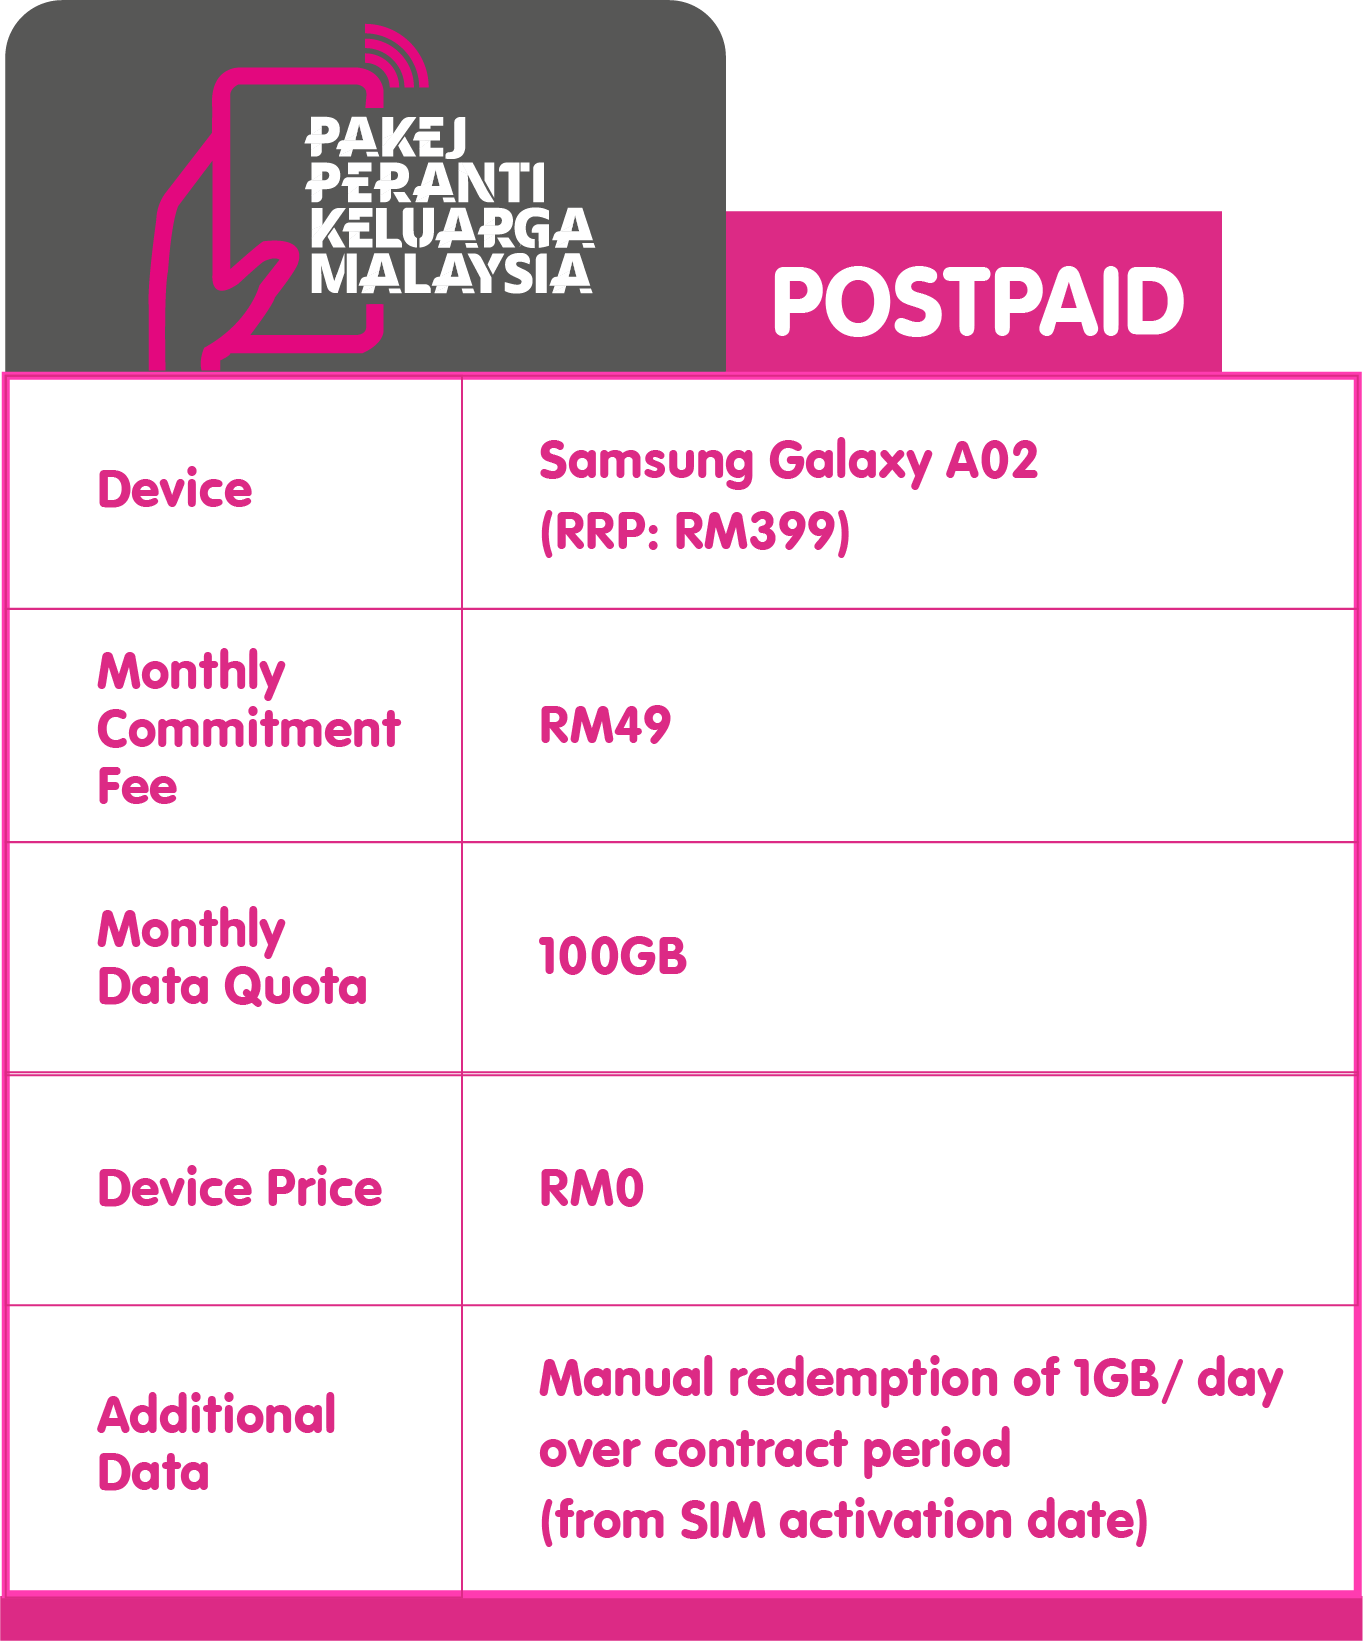 PAKEJ
PERANTI
KELUARGA
MALAYSIA
POSTPAID
Device
Samsung Galaxy A02
(RRP: RM399)
Monthly
Commitment
Fee
RM49
Monthly
Data Quota
100GB
Device Price
RM0
Additional
Data
Manual redemption of 1GB/ day
over contract period
(from SIM activation date)